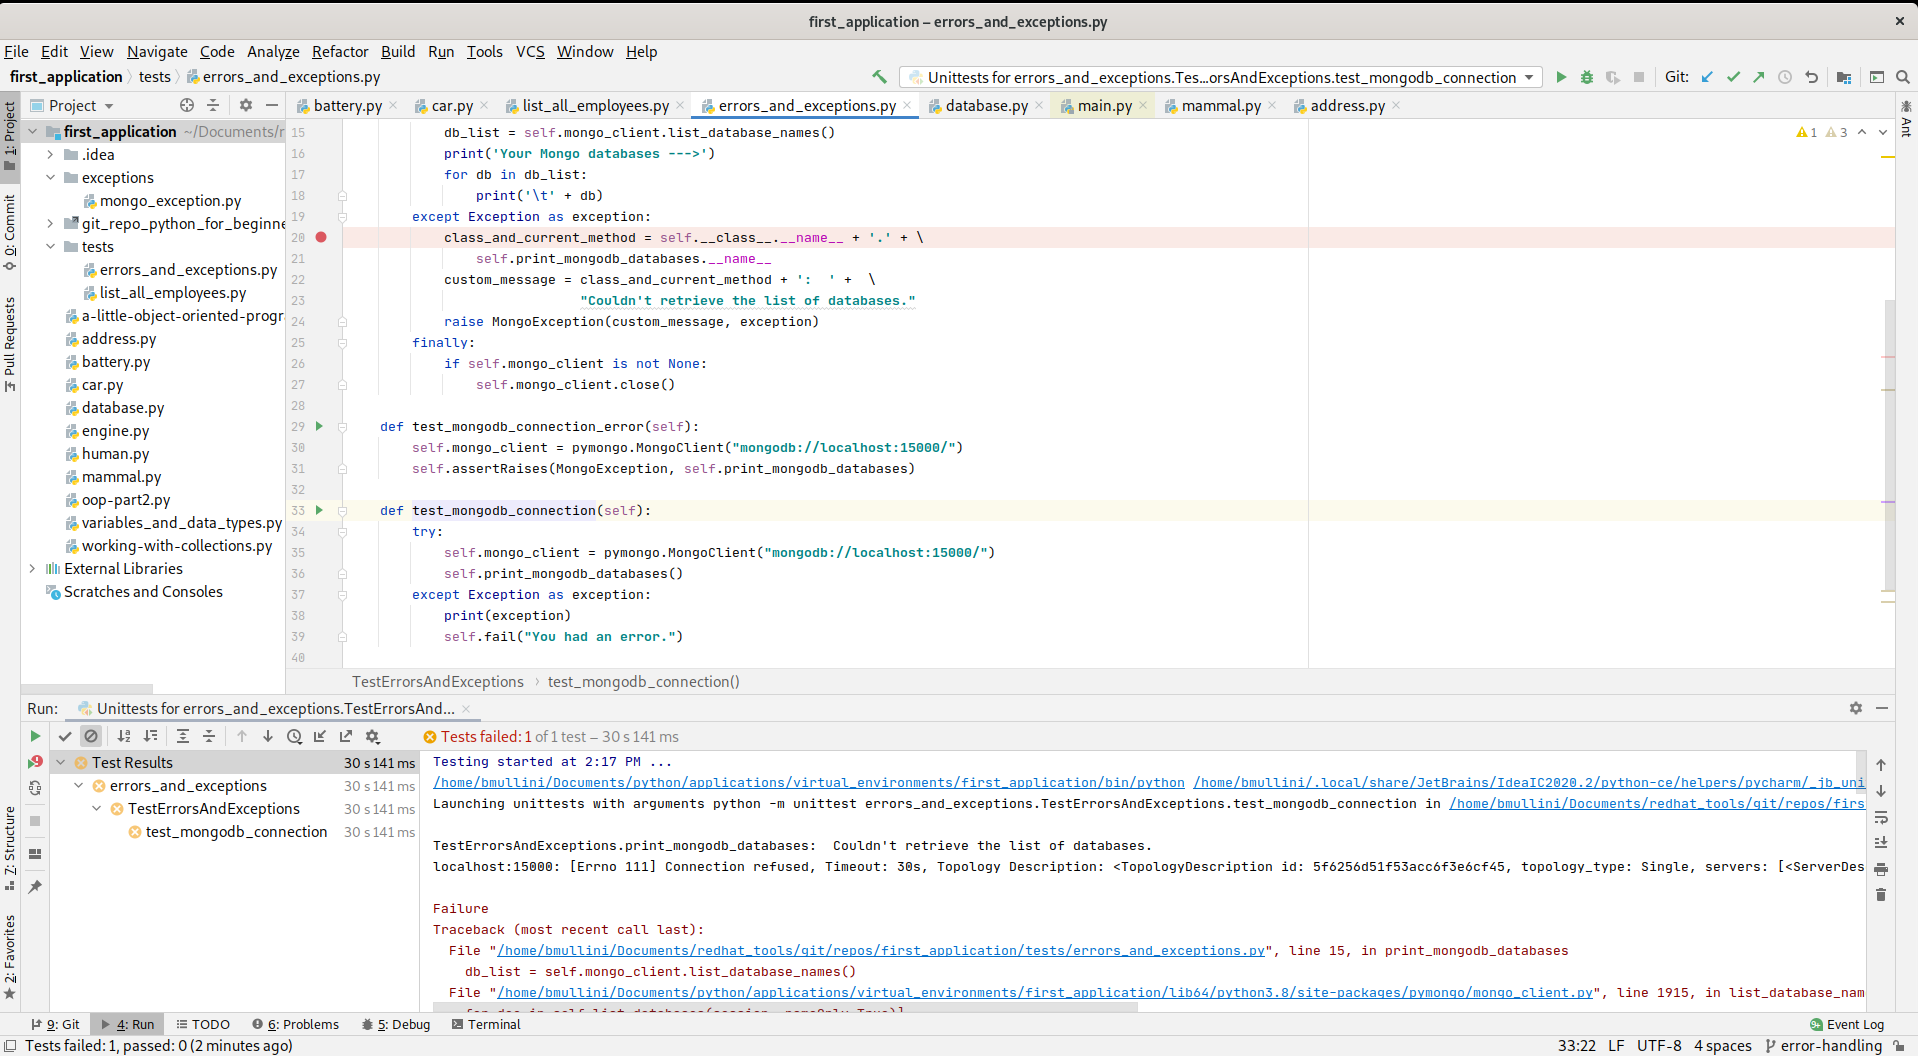 first_application – errors_and_exceptions.py
File Edit View Navigate Code Analyze Refactor Build Run Tools VCS Window Help
first_application tests errors_and_exceptions.py
Unittests for errors_and_exceptions.Tes...orsAndExceptions.test_mongodb_connection
Git:
Project
battery.py
car.py
list_all_employees.py
errors_and_exceptions.py
database.py
main.py
mammal.py
address.py
1: Project
0: Commit
Pull Requests
Z: Structure
2: Favorites
Ant
first_application ~/Documents/r
.idea
exceptions
mongo_exception.py
git_repo_python_for_beginne
tests
errors_and_exceptions.py
list_all_employees.py
a-little-object-oriented-progr
address.py
battery.py
car.py
database.py
engine.py
human.py
mammal.py
oop-part2.py
variables_and_data_types.py
working-with-collections.py
External Libraries
Scratches and Consoles
1 3
15 db_list = self.mongo_client.list_database_names()
16 print('Your Mongo databases --->')
17 for db in db_list:
18 print('\t' + db)
19 except Exception as exception:
20 class_and_current_method = self.__class__.__name__ + '.' + \
21 self.print_mongodb_databases.__name__
22 custom_message = class_and_current_method + ':  ' +  \
23 "Couldn't retrieve the list of databases."
24 raise MongoException(custom_message, exception)
25 finally:
26 if self.mongo_client is not None:
27 self.mongo_client.close()
28
29 def test_mongodb_connection_error(self):
30 self.mongo_client = pymongo.MongoClient("mongodb://localhost:15000/")
31 self.assertRaises(MongoException, self.print_mongodb_databases)
32
33 def test_mongodb_connection(self):
34 try:
35 self.mongo_client = pymongo.MongoClient("mongodb://localhost:15000/")
36 self.print_mongodb_databases()
37 except Exception as exception:
38 print(exception)
39 self.fail("You had an error.")
40
TestErrorsAndExceptions › test_mongodb_connection()
Run: Unittests for errors_and_exceptions.TestErrorsAnd...
Tests failed: 1 of 1 test – 30 s 141 ms
Test Results 30 s 141 ms
errors_and_exceptions 30 s 141 ms
TestErrorsAndExceptions 30 s 141 ms
test_mongodb_connection 30 s 141 ms
Testing started at 2:17 PM ...
/home/bmullini/Documents/python/applications/virtual_environments/first_application/bin/python /home/bmullini/.local/share/JetBrains/IdeaIC2020.2/python-ce/helpers/pycharm/_jb_uni
Launching unittests with arguments python -m unittest errors_and_exceptions.TestErrorsAndExceptions.test_mongodb_connection in /home/bmullini/Documents/redhat_tools/git/repos/firs
TestErrorsAndExceptions.print_mongodb_databases:  Couldn't retrieve the list of databases.
localhost:15000: [Errno 111] Connection refused, Timeout: 30s, Topology Description: <TopologyDescription id: 5f6256d51f53acc6f3e6cf45, topology_type: Single, servers: [<ServerDes
Failure
Traceback (most recent call last):
File "/home/bmullini/Documents/redhat_tools/git/repos/first_application/tests/errors_and_exceptions.py", line 15, in print_mongodb_databases
db_list = self.mongo_client.list_database_names()
File "/home/bmullini/Documents/python/applications/virtual_environments/first_application/lib64/python3.8/site-packages/pymongo/mongo_client.py", line 1915, in list_database_nam
9: Git
4: Run
TODO
6: Problems
5: Debug
Terminal
9+ Event Log
Tests failed: 1, passed: 0 (2 minutes ago)
33:22 LF UTF-8 4 spaces error-handling